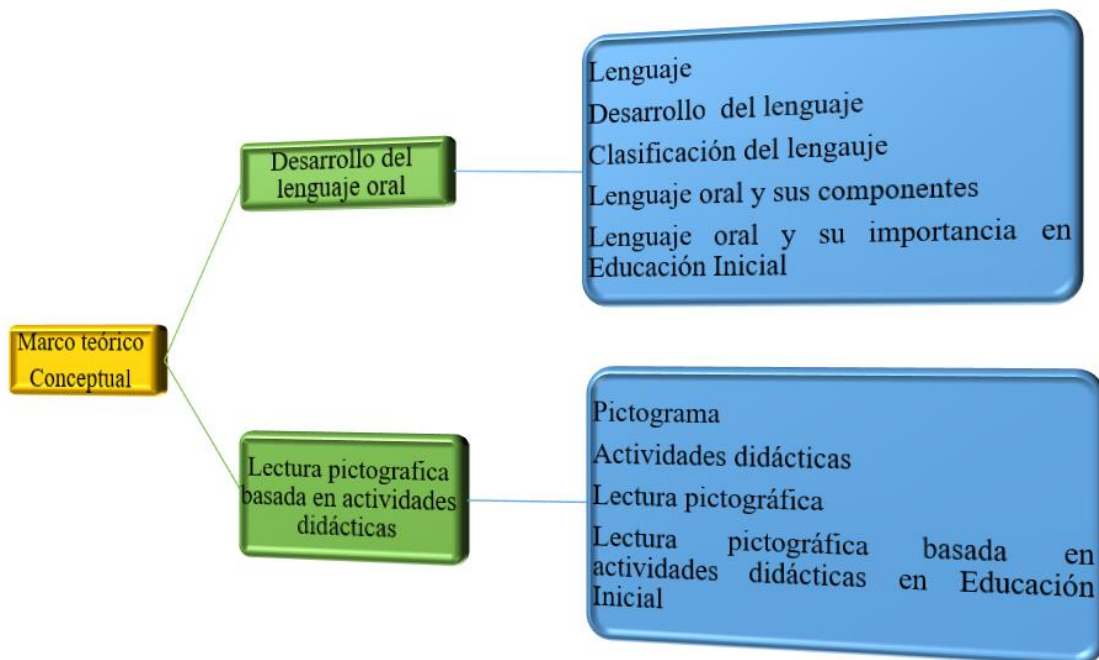 Marco teórico
Conceptual
Desarrollo del
lenguaje oral
Lenguaje
Desarrollo del lenguaje
Clasificación del lengauje
Lenguaje oral y sus componentes
Lenguaje oral y su importancia en
Educación Inicial
Lectura pictografica
basada en actividades
didácticas
Pictograma
Actividades didácticas
Lectura pictográfica
Lectura pictográfica basada en
actividades didácticas en Educación
Inicial